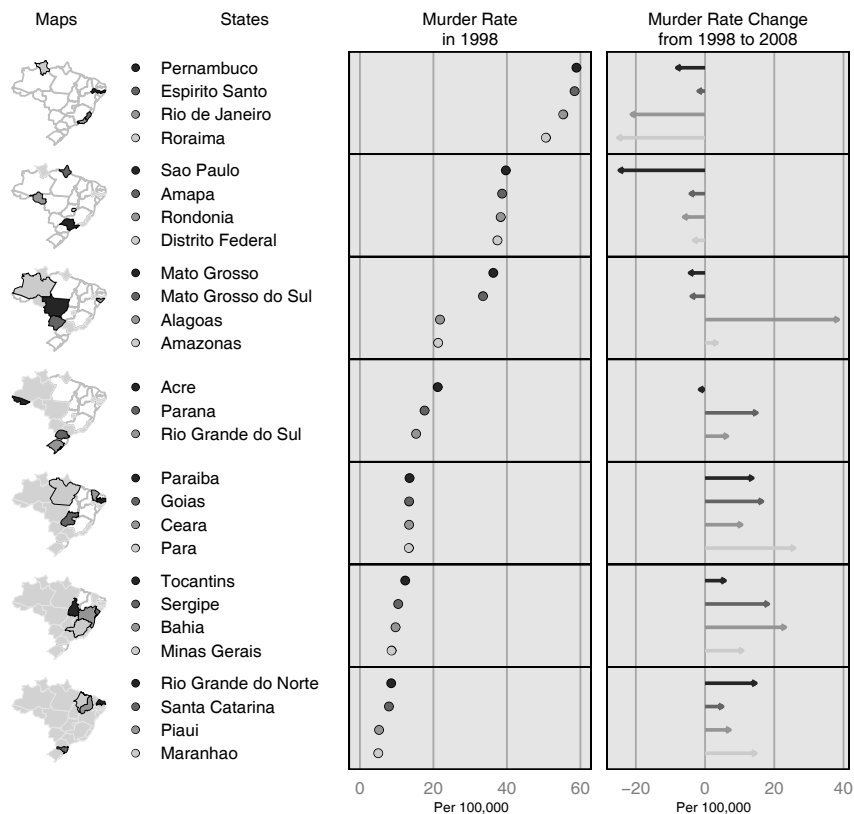 Maps
States
Murder Rate
in 1998
Murder Rate Change
from 1998 to 2008
Pernambuco
Espirito Santo
Rio de Janeiro
Roraima
Sao Paulo
Amapa
Rondonia
Distrito Federal
Mato Grosso
Mato Grosso do Sul
Alagoas
Amazonas
Acre
Parana
Rio Grande do Sul
Paraiba
Goias
Ceara
Para
Tocantins
Sergipe
Bahia
Minas Gerais
Rio Grande do Norte
Santa Catarina
Piaui
Maranhao
0 20 40 60
Per 100,000
−20 0 20 40
Per 100,000